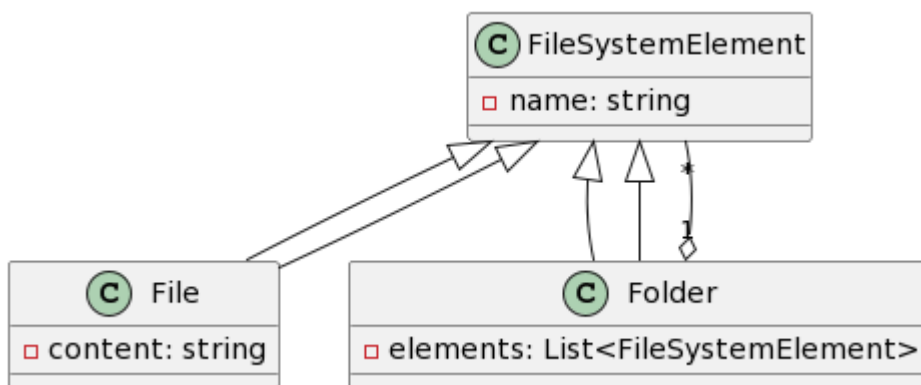 C FileSystemElement
name: string
*
1
C File
C Folder
content: string
elements: List<FileSystemElement>